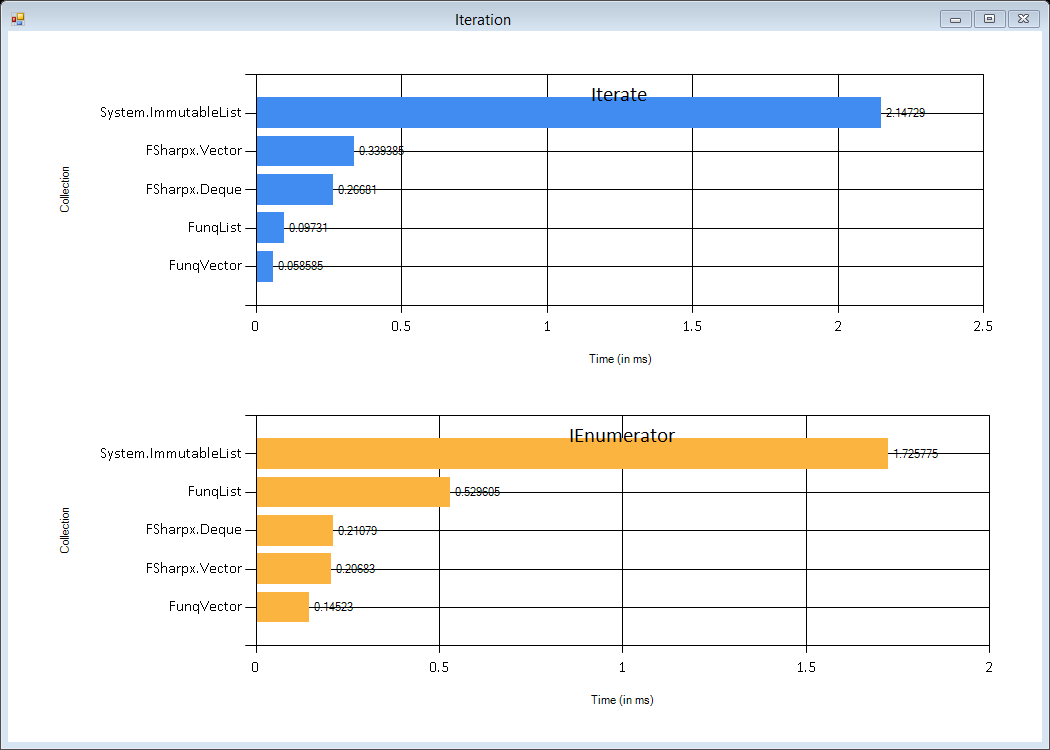 Iteration
Iterate
System.ImmutableList 2.14729
FSharpx.Vector 0.339385
FSharpx.Deque 0.26681
FunqList 0.09731
FunqVector 0.058585
Collection
0 0.5 1 1.5 2 2.5
Time (in ms)
IEnumerator
System.ImmutableList 1.725775
FunqList 0.529605
FSharpx.Deque 0.21079
FSharpx.Vector 0.20683
FunqVector 0.14523
Collection
0 0.5 1 1.5 2
Time (in ms)